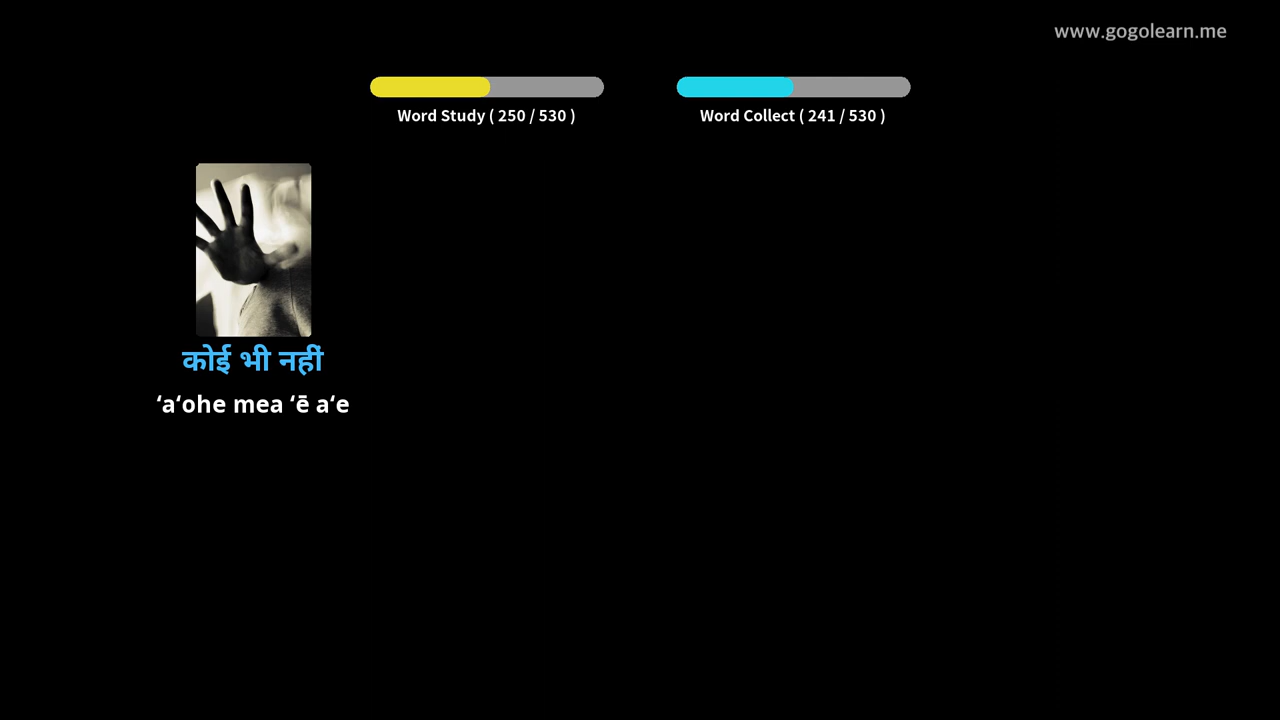 www.gogolearn.me
Word Study ( 250 / 530 )
Word Collect ( 241 / 530 )
कोई भी नहीं
ʻaʻohe mea ʻē aʻe